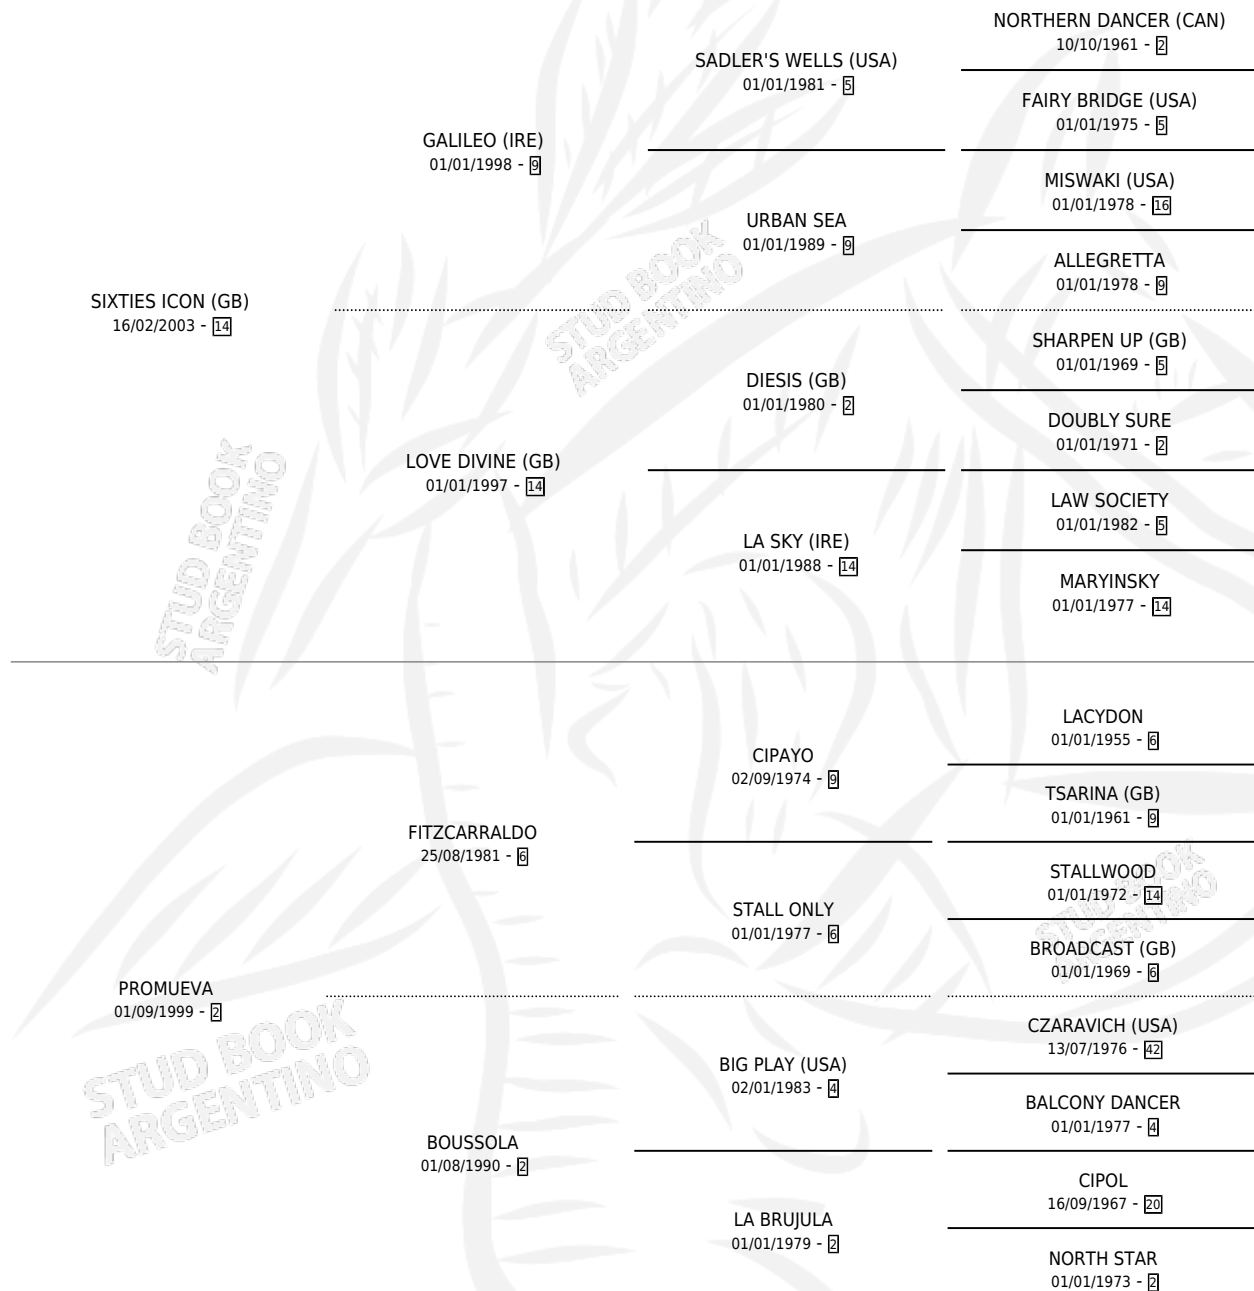 NORTHERN DANCER (CAN)
10/10/1961 - 2
SADLER'S WELLS (USA)
01/01/1981 - 5
FAIRY BRIDGE (USA)
01/01/1975 - 5
GALILEO (IRE)
01/01/1998 - 9
MISWAKI (USA)
01/01/1978 - 16
URBAN SEA
01/01/1989 - 9
ALLEGRETTA
01/01/1978 - 9
SIXTIES ICON (GB)
16/02/2003 - 14
STUD BOOK
ARGENTINO
SHARPEN UP (GB)
01/01/1969 - 5
DIESIS (GB)
01/01/1980 - 2
DOUBLY SURE
01/01/1971 - 2
LOVE DIVINE (GB)
01/01/1997 - 14
LAW SOCIETY
01/01/1982 - 5
LA SKY (IRE)
01/01/1988 - 14
MARYINSKY
01/01/1977 - 14
STUD BOOK
ARGENTINO
LACYDON
01/01/1955 - 6
CIPAYO
02/09/1974 - 9
TSARINA (GB)
01/01/1961 - 9
FITZCARRALDO
25/08/1981 - 6
STALLWOOD
01/01/1972 - 14
STALL ONLY
01/01/1977 - 6
BROADCAST (GB)
01/01/1969 - 6
STUD BOOK
ARGENTINO
PROMUEVA
01/09/1999 - 2
CZARAVICH (USA)
13/07/1976 - 42
BIG PLAY (USA)
02/01/1983 - 4
BALCONY DANCER
01/01/1977 - 4
STUD BOOK
ARGENTINO
BOUSSOLA
01/08/1990 - 2
CIPOL
16/09/1967 - 20
LA BRUJULA
01/01/1979 - 2
NORTH STAR
01/01/1973 - 2